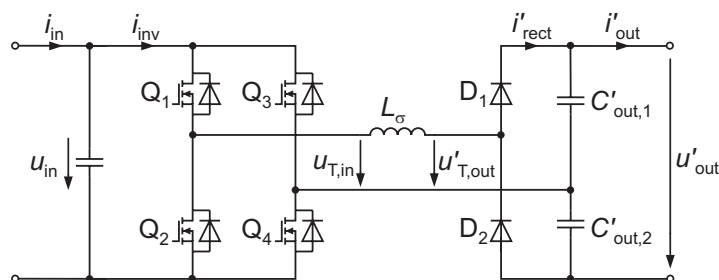 i_in i_inv i'_rect i'_out
Q_1 Q_3 D_1 C'_out,1
L_σ
u_in u_T,in u'_T,out u'_out
Q_2 Q_4 D_2 C'_out,2